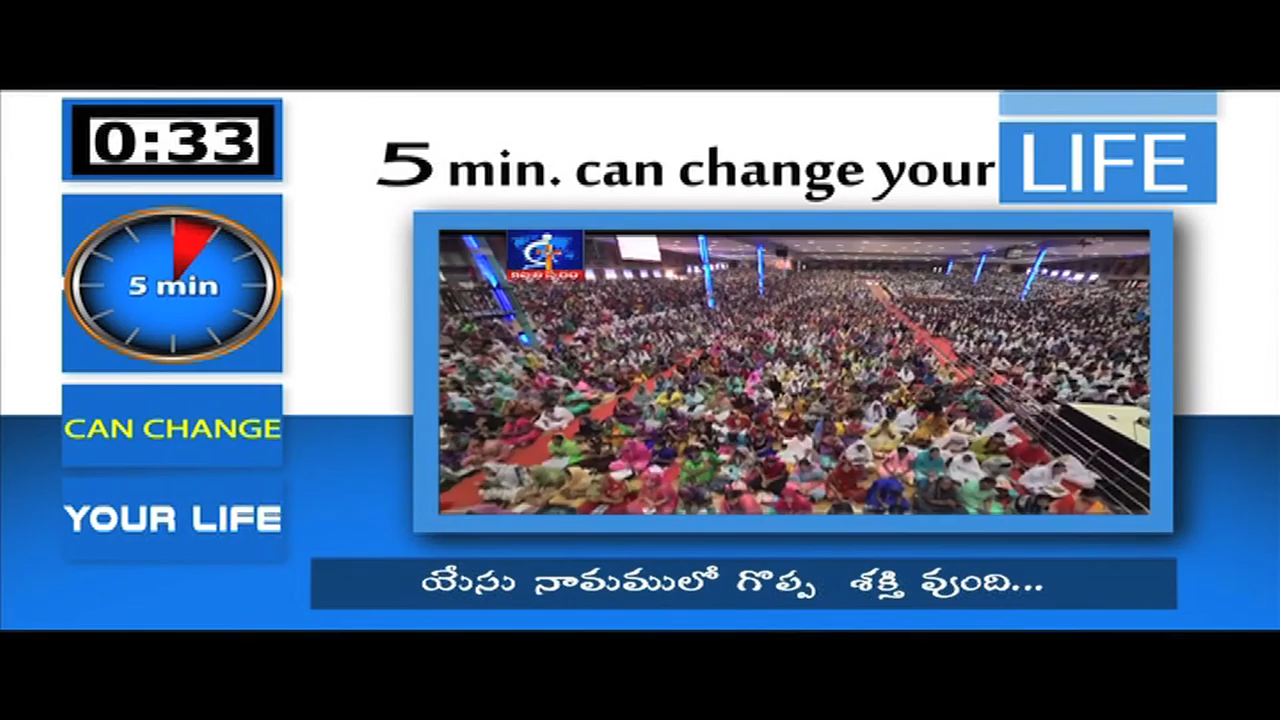 0:33
5 min. can change your LIFE
5 min
CAN CHANGE
YOUR LIFE
యేసు నామములో గొప్ప శక్తి వుంది...